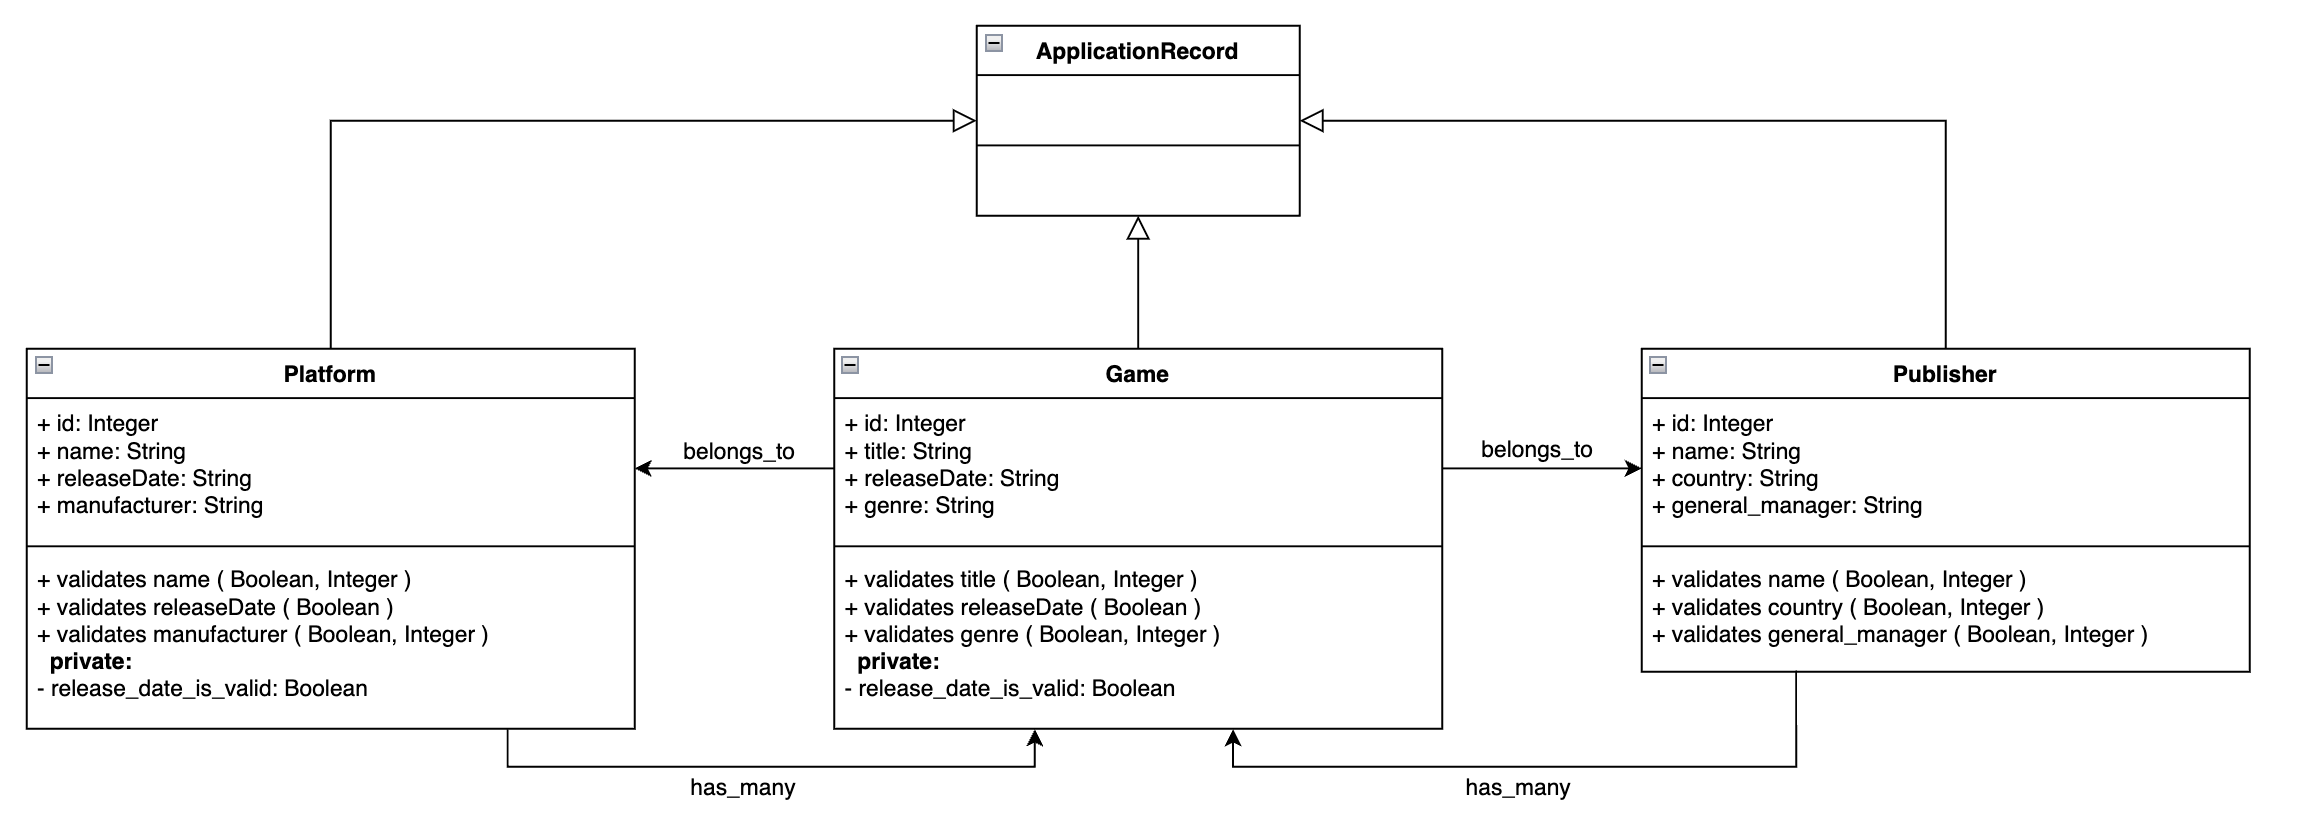 ApplicationRecord
Platform
+ id: Integer
+ name: String
+ releaseDate: String
+ manufacturer: String
+ validates name ( Boolean, Integer )
+ validates releaseDate ( Boolean )
+ validates manufacturer ( Boolean, Integer )
private:
- release_date_is_valid: Boolean
belongs_to
Game
+ id: Integer
+ title: String
+ releaseDate: String
+ genre: String
+ validates title ( Boolean, Integer )
+ validates releaseDate ( Boolean )
+ validates genre ( Boolean, Integer )
private:
- release_date_is_valid: Boolean
belongs_to
Publisher
+ id: Integer
+ name: String
+ country: String
+ general_manager: String
+ validates name ( Boolean, Integer )
+ validates country ( Boolean, Integer )
+ validates general_manager ( Boolean, Integer )
has_many
has_many